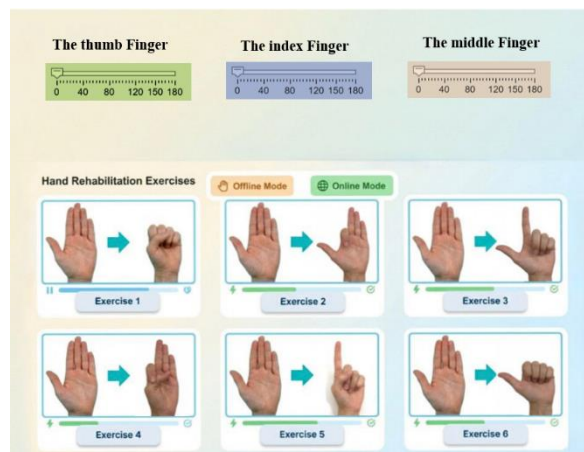 The thumb Finger
The index Finger
The middle Finger
0 40 80 120 150 180
0 40 80 120 150 180
0 40 80 120 150 180
Hand Rehabilitation Exercises
Offline Mode
Online Mode
Exercise 1
Exercise 2
Exercise 3
Exercise 4
Exercise 5
Exercise 6